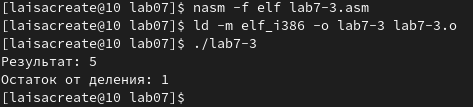 [laisacreate@10 lab07]$ nasm -f elf lab7-3.asm
[laisacreate@10 lab07]$ ld -m elf_i386 -o lab7-3 lab7-3.o
[laisacreate@10 lab07]$ ./lab7-3
Результат: 5
Остаток от деления: 1
[laisacreate@10 lab07]$